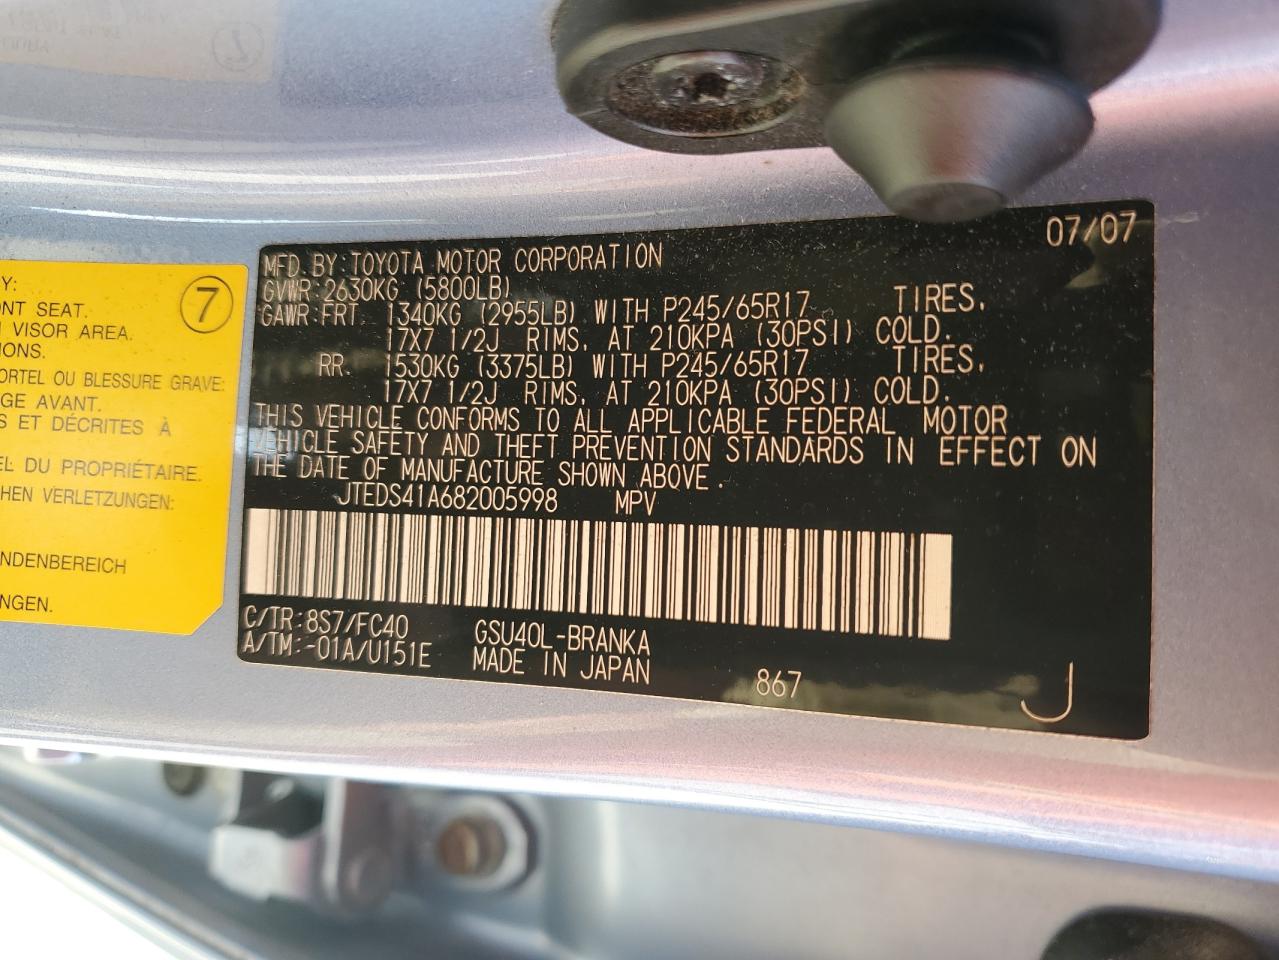 07/07
MFD. BY: TOYOTA MOTOR CORPORATION
GVWR: 2630KG (5800LB)
GAWR: FRT. 1340KG (2955LB) WITH P245/65R17 TIRES,
17X7 1/2J RIMS, AT 210KPA (30PSI) COLD.
RR. 1530KG (3375LB) WITH P245/65R17 TIRES,
17X7 1/2J RIMS, AT 210KPA (30PSI) COLD.
THIS VEHICLE CONFORMS TO ALL APPLICABLE FEDERAL MOTOR
VEHICLE SAFETY AND THEFT PREVENTION STANDARDS IN EFFECT ON
THE DATE OF MANUFACTURE SHOWN ABOVE.
JTEDS41A682005998 MPV
C/TR: 8S7/FC40
A/TM: -01A/U151E
GSU40L-BRANKA
MADE IN JAPAN
867
J
7
Y:
ONT SEAT.
VISOR AREA.
IONS.
ORTEL OU BLESSURE GRAVE:
GE AVANT.
S ET DÉCRITES À
EL DU PROPRIÉTAIRE.
CHEN VERLETZUNGEN:
NDENBEREICH
NGEN.